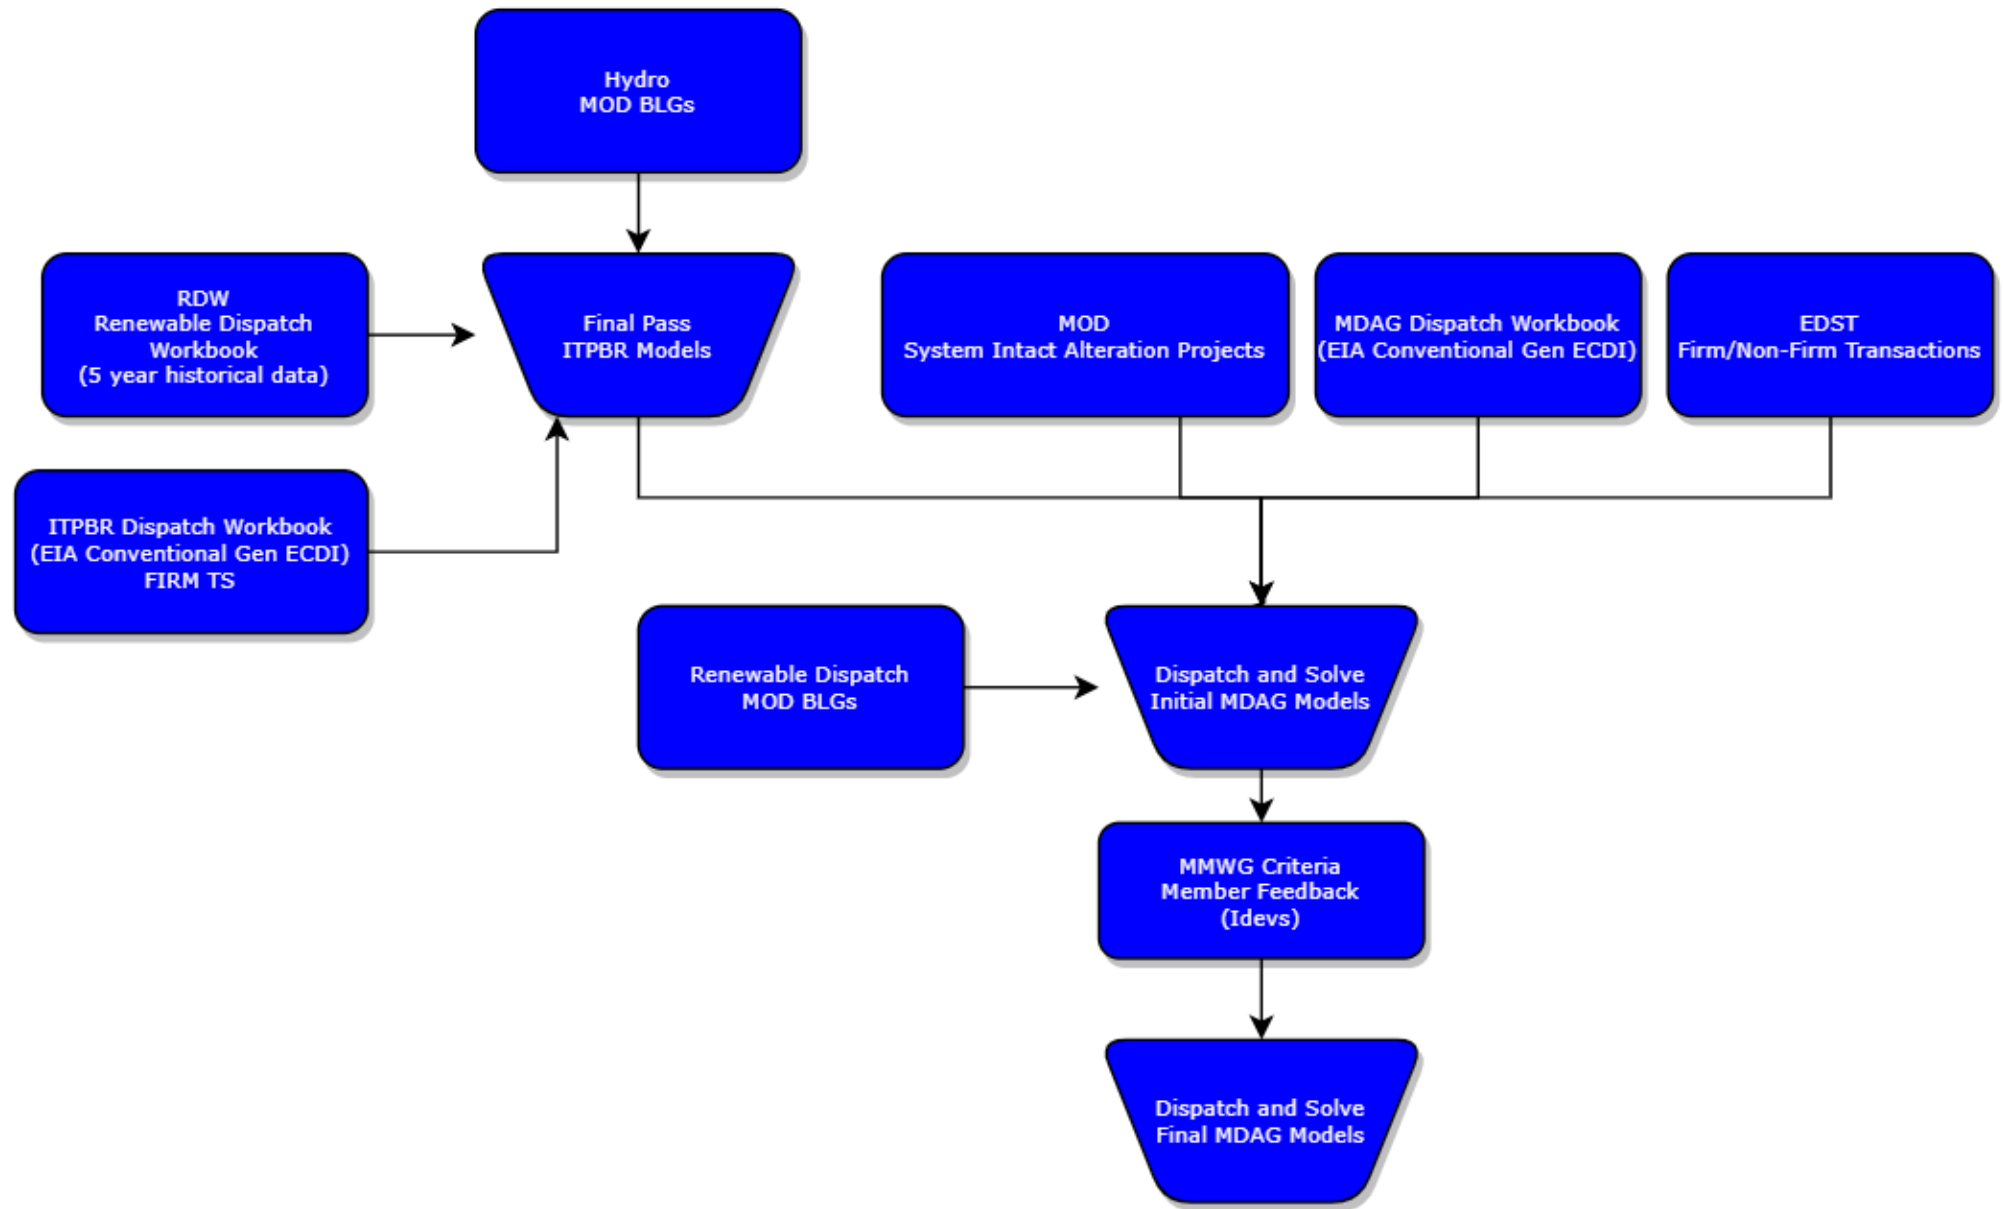 Hydro
MOD BLGs
RDW
Renewable Dispatch
Workbook
(5 year historical data)
Final Pass
ITPBR Models
MOD
System Intact Alteration Projects
MDAG Dispatch Workbook
(EIA Conventional Gen ECDI)
EDST
Firm/Non-Firm Transactions
ITPBR Dispatch Workbook
(EIA Conventional Gen ECDI)
FIRM TS
Renewable Dispatch
MOD BLGs
Dispatch and Solve
Initial MDAG Models
MMWG Criteria
Member Feedback
(Idevs)
Dispatch and Solve
Final MDAG Models